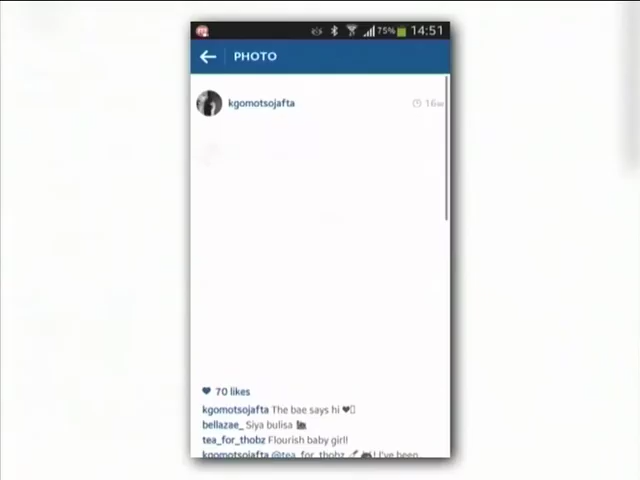 75% 14:51
PHOTO
kgomotsojafta 16w
70 likes
kgomotsojafta The bae says hi
bellazae_ Siya bulisa
tea_for_thobz Flourish baby girl!
kgomotsojafta @tea_for_thobz ! I've been